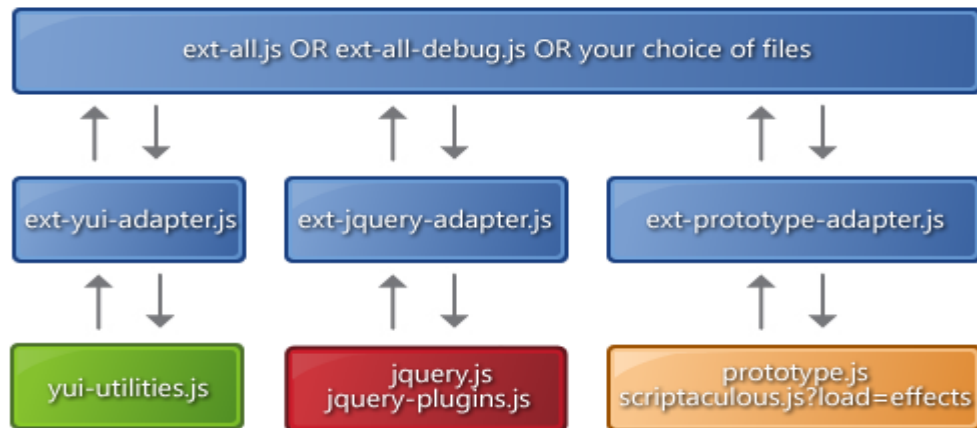 ext-all.js OR ext-all-debug.js OR your choice of files
ext-yui-adapter.js
ext-jquery-adapter.js
ext-prototype-adapter.js
yui-utilities.js
jquery.js
jquery-plugins.js
prototype.js
scriptaculous.js?load=effects